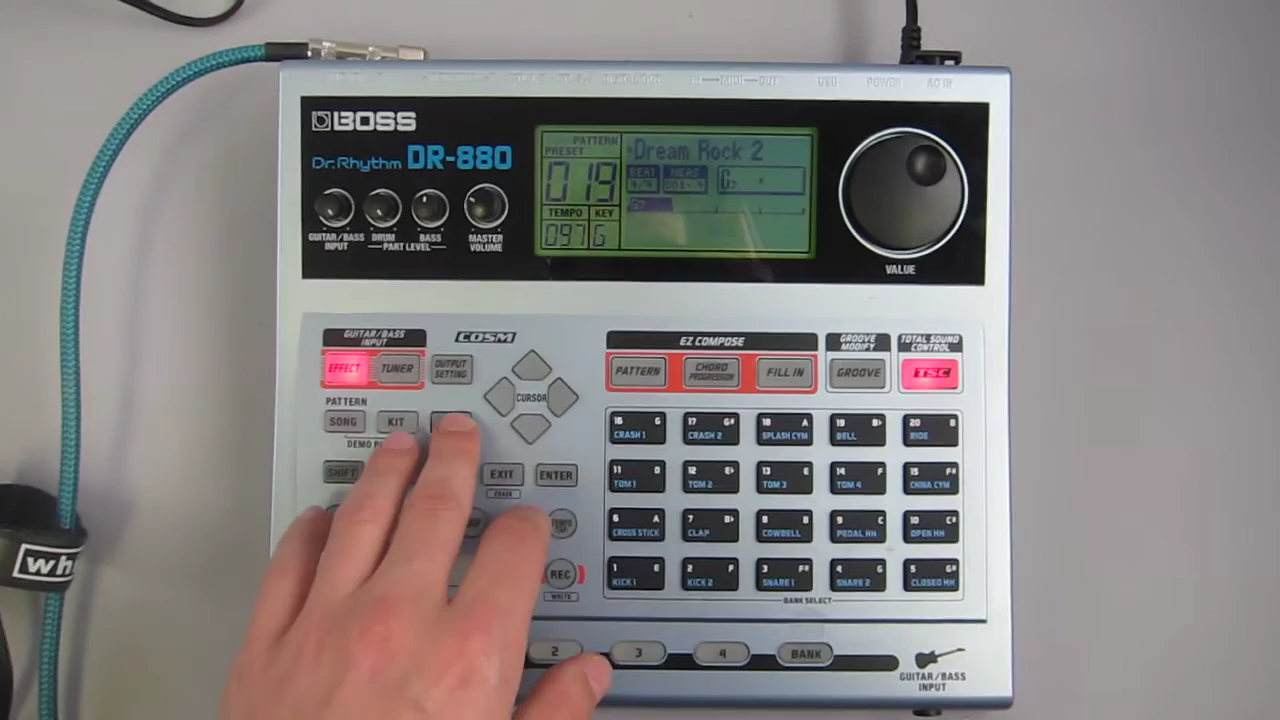 MIDI OUT USB POWER AC IN
BOSS
Dr.Rhythm DR-880
GUITAR/BASS INPUT
DRUM
BASS
PART LEVEL
MASTER VOLUME
PATTERN
PRESET
019
TEMPO KEY
097 G
Dream Rock 2
BEAT MEAS
4/4 001-4
G7
G7
VALUE
GUITAR/BASS INPUT
COSM
EFFECT TUNER
OUTPUT SETTING
CURSOR
PATTERN
SONG KIT
SHIFT
EXIT ENTER
ERASE
REC
WRITE
EZ COMPOSE
PATTERN CHORD PROGRESSION FILL IN
GROOVE MODIFY
GROOVE
TOTAL SOUND CONTROL
TSC
16 G 17 G# 18 A 19 B♭ 20 B
CRASH 1 CRASH 2 SPLASH CYM BELL RIDE
11 D 12 E♭ 13 E 14 F 15 F#
TOM 1 TOM 2 TOM 3 TOM 4 CHINA CYM
6 A 7 B♭ 8 B 9 C 10 C#
CROSS STICK CLAP COWBELL PEDAL HH OPEN HH
1 E 2 F 3 F# 4 G 5 G#
KICK 1 KICK 2 SNARE 1 SNARE 2 CLOSED HH
BANK SELECT
2 3 4 BANK
GUITAR/BASS INPUT